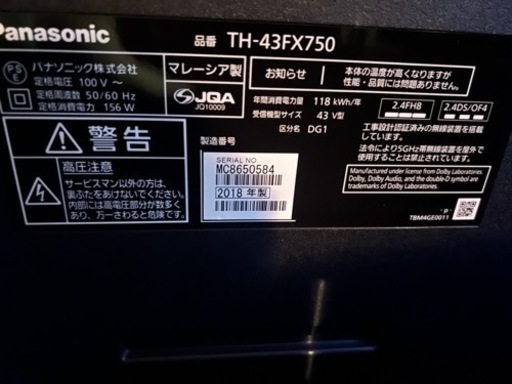 Panasonic
品番 TH-43FX750
パナソニック株式会社
定格電圧 100 V～
定格周波数 50/60 Hz
定格消費電力 156 W
マレーシア製
JQA
JQ10009
お知らせ
本体の温度が高くなりますが
性能・品質には問題ありません
年間消費電力量 118 kWh/年
受信機型サイズ 43 V型
区分名 DG1
2.4FH8
2.4DS/OF4
工事設計認証済みの無線装置を搭載
しています。
法令により5GHz帯無線装置を屋外で
使用することは禁止されています。
警告
高圧注意
サービスマン以外の方は、裏ぶた
をあけないでください。
内部には高電圧部分が数多く
あり、万一さわると危険です。
製造番号
SERIAL NO.
MC8650584
2018 年製
Manufactured under license from Dolby Laboratories.
Dolby, Dolby Audio, and the double-D symbol are
trademarks of Dolby Laboratories.
- p -
TBM4GE0011